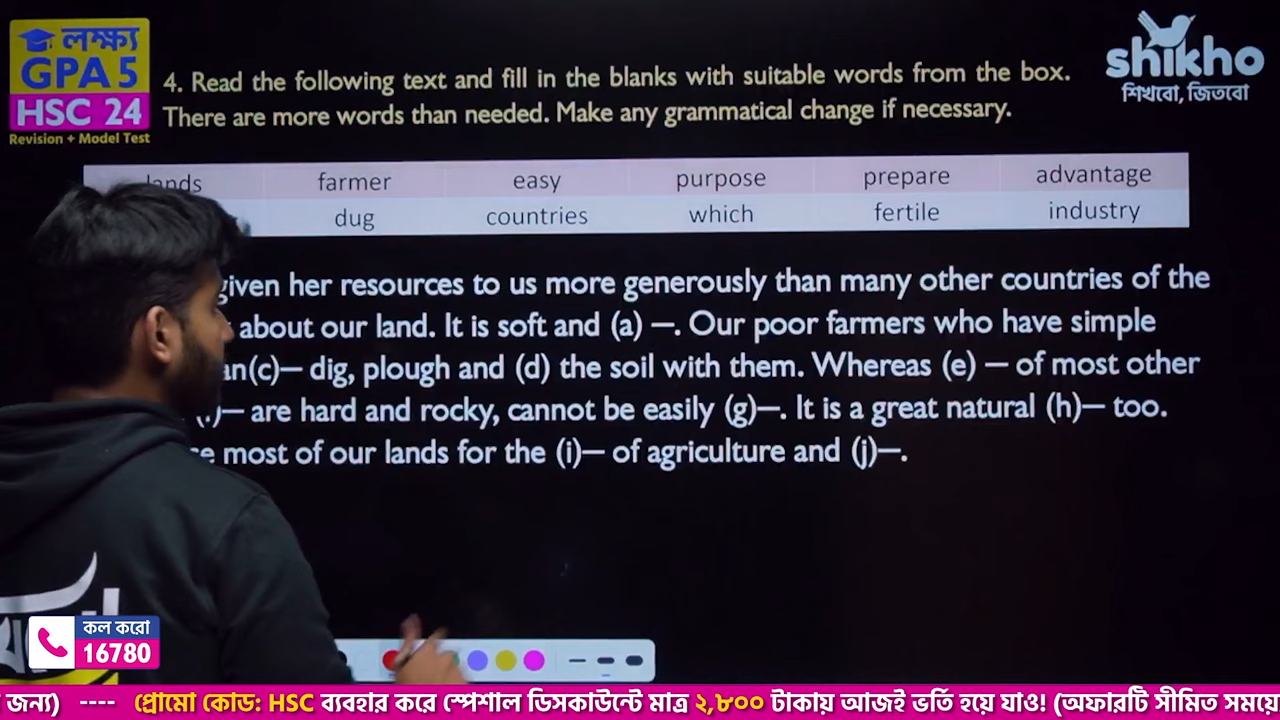 লক্ষ্য
GPA 5
HSC 24
Revision + Model Test
shikho
শিখবো, জিতবো
4. Read the following text and fill in the blanks with suitable words from the box.
There are more words than needed. Make any grammatical change if necessary.
lands farmer easy purpose prepare advantage
dug countries which fertile industry
given her resources to us more generously than many other countries of the
about our land. It is soft and (a) —. Our poor farmers who have simple
(c)— dig, plough and (d) the soil with them. Whereas (e) — of most other
— are hard and rocky, cannot be easily (g)—. It is a great natural (h)— too.
most of our lands for the (i)— of agriculture and (j)—.
কল করো
16780
জন্য) ---- প্রোমো কোড: HSC ব্যবহার করে স্পেশাল ডিসকাউন্টে মাত্র ২,৮০০ টাকায় আজই ভর্তি হয়ে যাও! (অফারটি সীমিত সময়ে